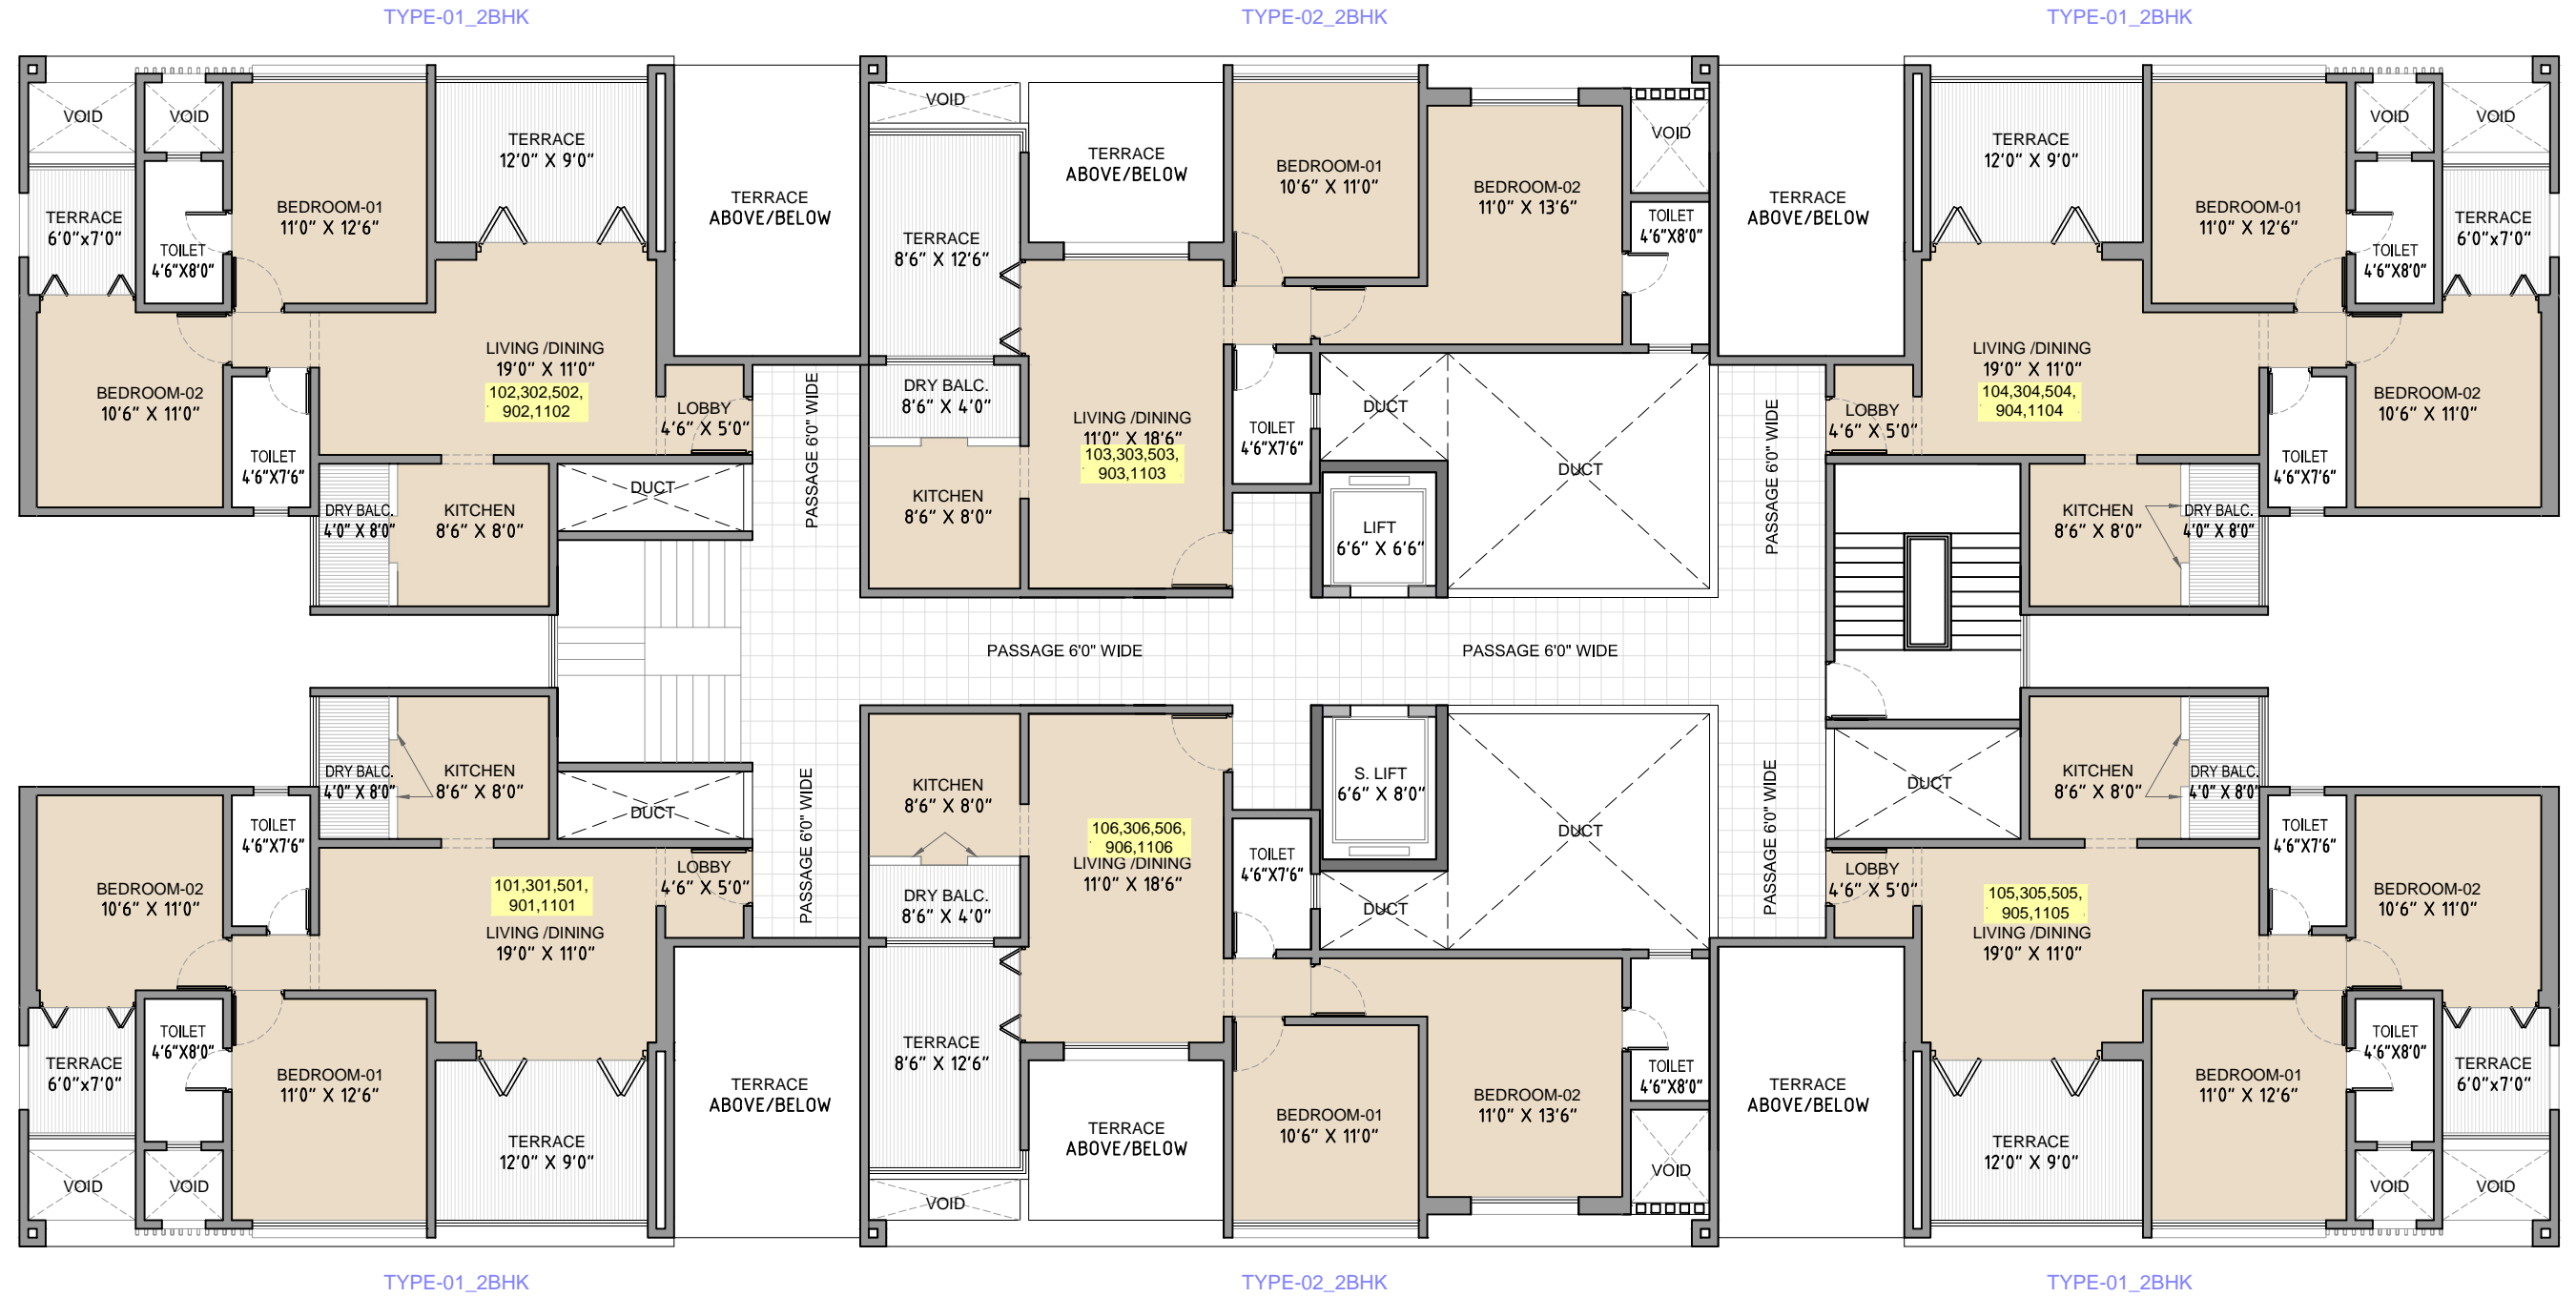 TYPE-01_2BHK
TYPE-02_2BHK
TYPE-01_2BHK
VOID
VOID
TERRACE
12'0" X 9'0"
TERRACE
6'0"x7'0"
TOILET
4'6"X8'0"
BEDROOM-01
11'0" X 12'6"
BEDROOM-02
10'6" X 11'0"
LIVING /DINING
19'0" X 11'0"
102,302,502,
902,1102
LOBBY
4'6" X 5'0"
TOILET
4'6"X7'6"
DRY BALC.
4'0" X 8'0"
KITCHEN
8'6" X 8'0"
DUCT
TERRACE
ABOVE/BELOW
PASSAGE 6'0" WIDE
VOID
TERRACE
8'6" X 12'6"
TERRACE
ABOVE/BELOW
BEDROOM-01
10'6" X 11'0"
BEDROOM-02
11'0" X 13'6"
VOID
TOILET
4'6"X8'0"
DRY BALC.
8'6" X 4'0"
KITCHEN
8'6" X 8'0"
LIVING /DINING
11'0" X 18'6"
103,303,503,
903,1103
TOILET
4'6"X7'6"
DUCT
DUCT
LIFT
6'6" X 6'6"
TERRACE
ABOVE/BELOW
PASSAGE 6'0" WIDE
TERRACE
12'0" X 9'0"
BEDROOM-01
11'0" X 12'6"
VOID
VOID
TOILET
4'6"X8'0"
TERRACE
6'0"x7'0"
LIVING /DINING
19'0" X 11'0"
104,304,504,
904,1104
LOBBY
4'6" X 5'0"
BEDROOM-02
10'6" X 11'0"
TOILET
4'6"X7'6"
KITCHEN
8'6" X 8'0"
DRY BALC.
4'0" X 8'0"
PASSAGE 6'0" WIDE
PASSAGE 6'0" WIDE
DRY BALC.
4'0" X 8'0"
KITCHEN
8'6" X 8'0"
DUCT
TOILET
4'6"X7'6"
BEDROOM-02
10'6" X 11'0"
101,301,501,
901,1101
LIVING /DINING
19'0" X 11'0"
LOBBY
4'6" X 5'0"
PASSAGE 6'0" WIDE
TERRACE
6'0"x7'0"
TOILET
4'6"X8'0"
BEDROOM-01
11'0" X 12'6"
TERRACE
12'0" X 9'0"
VOID
VOID
TERRACE
ABOVE/BELOW
KITCHEN
8'6" X 8'0"
106,306,506,
906,1106
LIVING /DINING
11'0" X 18'6"
DRY BALC.
8'6" X 4'0"
TOILET
4'6"X7'6"
S. LIFT
6'6" X 8'0"
DUCT
DUCT
TERRACE
8'6" X 12'6"
TERRACE
ABOVE/BELOW
BEDROOM-01
10'6" X 11'0"
BEDROOM-02
11'0" X 13'6"
TOILET
4'6"X8'0"
VOID
VOID
PASSAGE 6'0" WIDE
DUCT
KITCHEN
8'6" X 8'0"
DRY BALC.
4'0" X 8'0"
TOILET
4'6"X7'6"
LOBBY
4'6" X 5'0"
105,305,505,
905,1105
LIVING /DINING
19'0" X 11'0"
BEDROOM-02
10'6" X 11'0"
TERRACE
ABOVE/BELOW
TERRACE
12'0" X 9'0"
BEDROOM-01
11'0" X 12'6"
TOILET
4'6"X8'0"
TERRACE
6'0"x7'0"
VOID
VOID
TYPE-01_2BHK
TYPE-02_2BHK
TYPE-01_2BHK